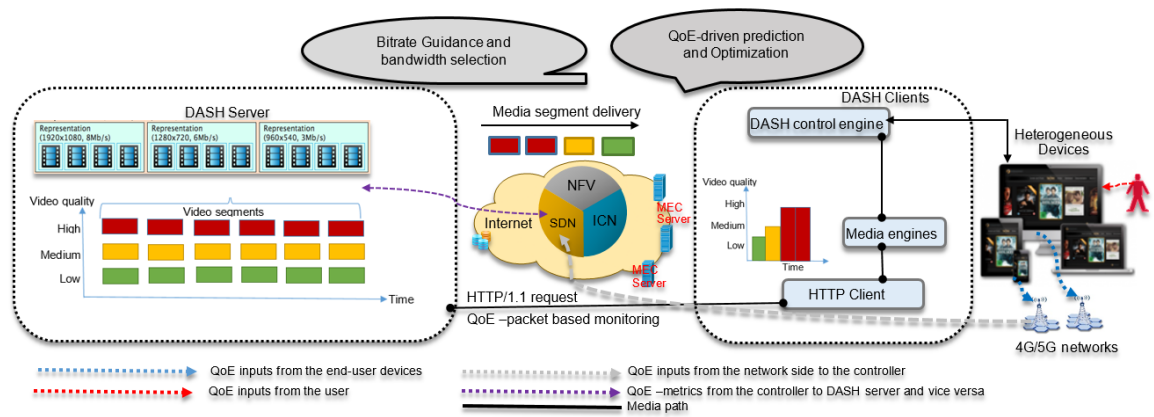 Bitrate Guidance and
bandwidth selection
QoE-driven prediction
and Optimization
DASH Server
Representation
(1920x1080, 8Mb/s)
Representation
(1280x720, 6Mb/s)
Representation
(960x540, 3Mb/s)
Video quality
Video segments
High
Medium
Low
Time
Media segment delivery
Internet
NFV
SDN
ICN
MEC
Server
MEC
Server
HTTP/1.1 request
QoE –packet based monitoring
DASH Clients
DASH control engine
Video quality
High
Medium
Low
Time
Media engines
HTTP Client
Heterogeneous
Devices
4G/5G networks
QoE inputs from the end-user devices
QoE inputs from the user
QoE inputs from the network side to the controller
QoE –metrics from the controller to DASH server and vice versa
Media path